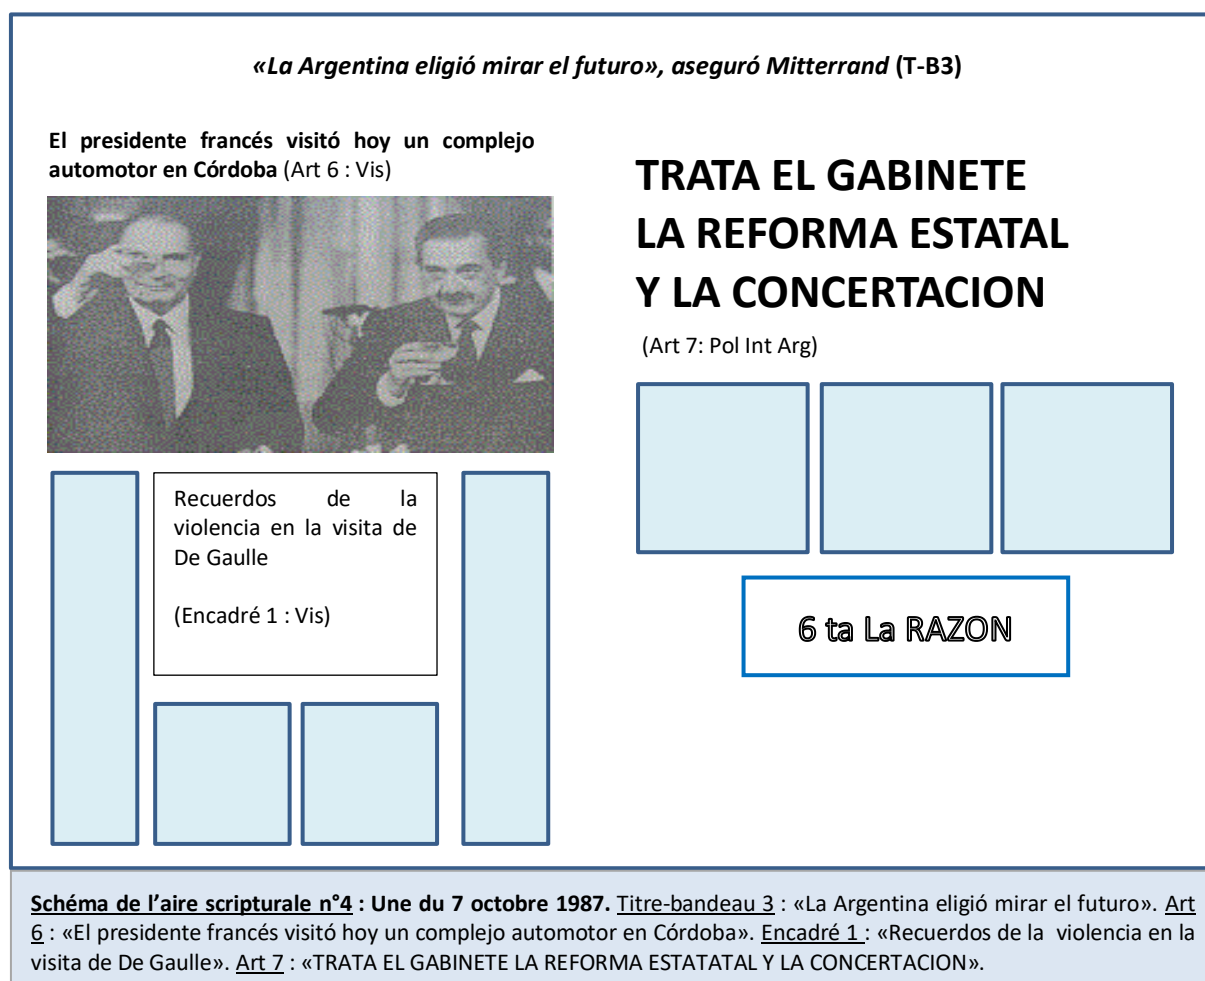 «La Argentina eligió mirar el futuro», aseguró Mitterrand (T-B3)
El presidente francés visitó hoy un complejo
automotor en Córdoba (Art 6 : Vis)
TRATA EL GABINETE
LA REFORMA ESTATAL
Y LA CONCERTACION
(Art 7: Pol Int Arg)
Recuerdos de la
violencia en la visita de
De Gaulle
(Encadré 1 : Vis)
6 ta La RAZON
Schéma de l'aire scripturale n°4 : Une du 7 octobre 1987. Titre-bandeau 3 : «La Argentina eligió mirar el futuro». Art
6 : «El presidente francés visitó hoy un complejo automotor en Córdoba». Encadré 1 : «Recuerdos de la violencia en la
visita de De Gaulle». Art 7 : «TRATA EL GABINETE LA REFORMA ESTATATAL Y LA CONCERTACION».